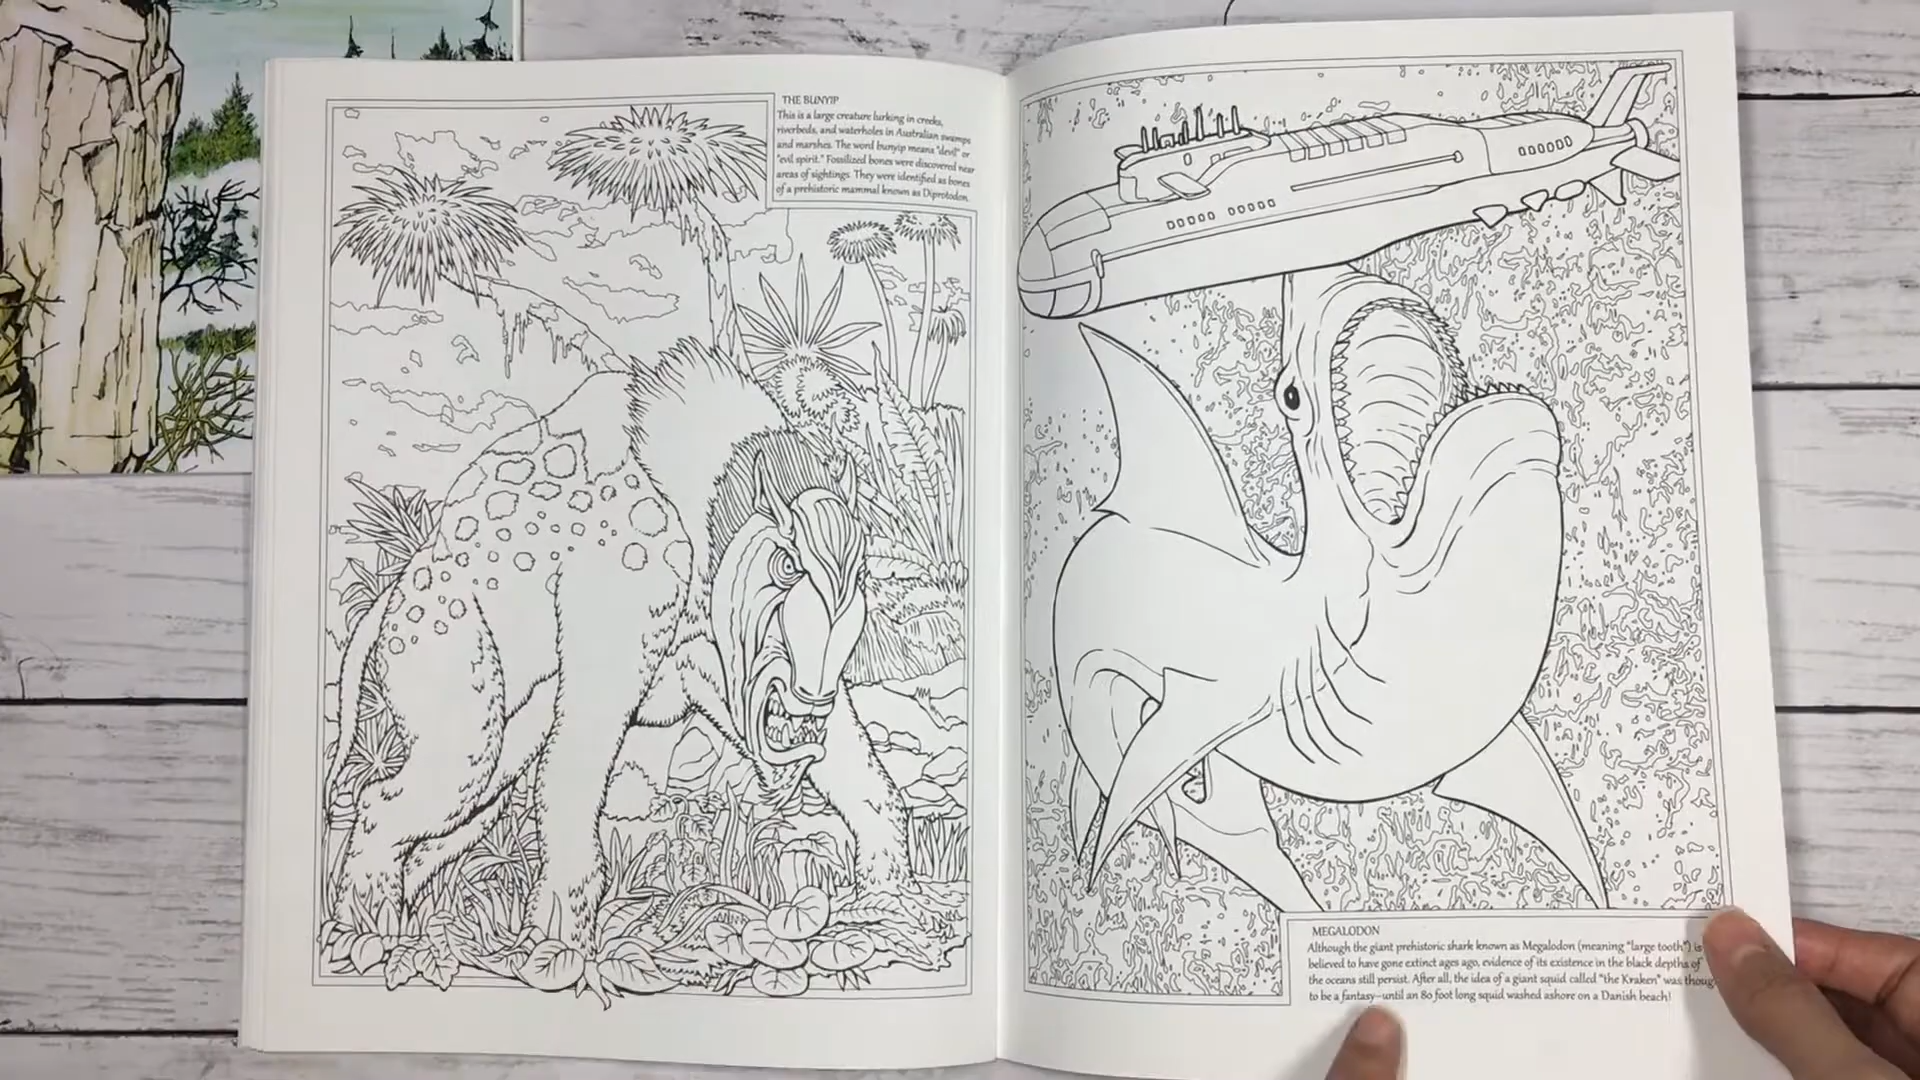 THE BUNYIP
This is a large creature lurking in creeks,
riverbeds, and waterholes in Australian swamps
and marshes. The word bunyip means "devil" or
"evil spirit." Fossilized bones were discovered near
areas of sightings. They were identified as bones
of a prehistoric mammal known as Diprotodon.
MEGALODON
Although the giant prehistoric shark known as Megalodon (meaning "large tooth") is
believed to have gone extinct ages ago, evidence of its existence in the black depths of
the oceans still persist. After all, the idea of a giant squid called "the Kraken" was thoug
to be a fantasy—until an 80 foot long squid washed ashore on a Danish beach!